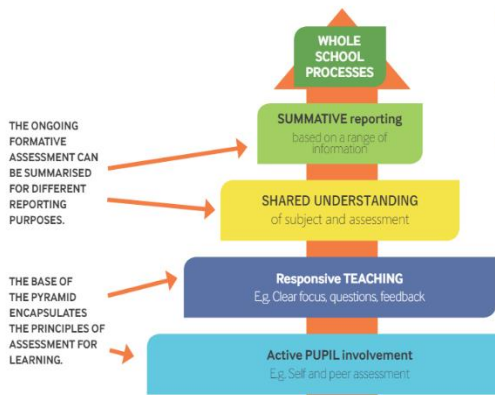 WHOLE
SCHOOL
PROCESSES
SUMMATIVE reporting
based on a range of
information
THE ONGOING
FORMATIVE
ASSESSMENT CAN
BE SUMMARISED
FOR DIFFERENT
REPORTING
PURPOSES.
SHARED UNDERSTANDING
of subject and assessment
Responsive TEACHING
E.g. Clear focus, questions, feedback
THE BASE OF
THE PYRAMID
ENCAPSULATES
THE PRINCIPLES OF
ASSESSMENT FOR
LEARNING.
Active PUPIL involvement
E.g. Self and peer assessment